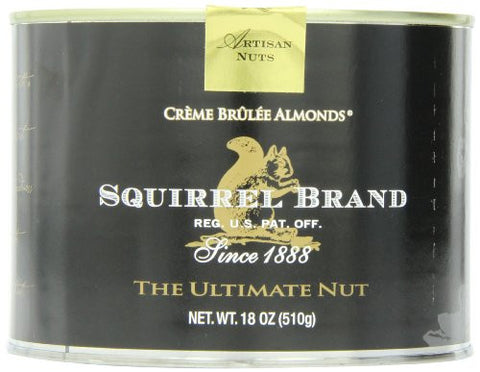 ARTISAN
NUTS
CRÈME BRÛLÉE ALMONDS®
SQUIRREL BRAND
REG. U.S. PAT. OFF.
Since 1888
THE ULTIMATE NUT
NET. WT. 18 OZ (510g)